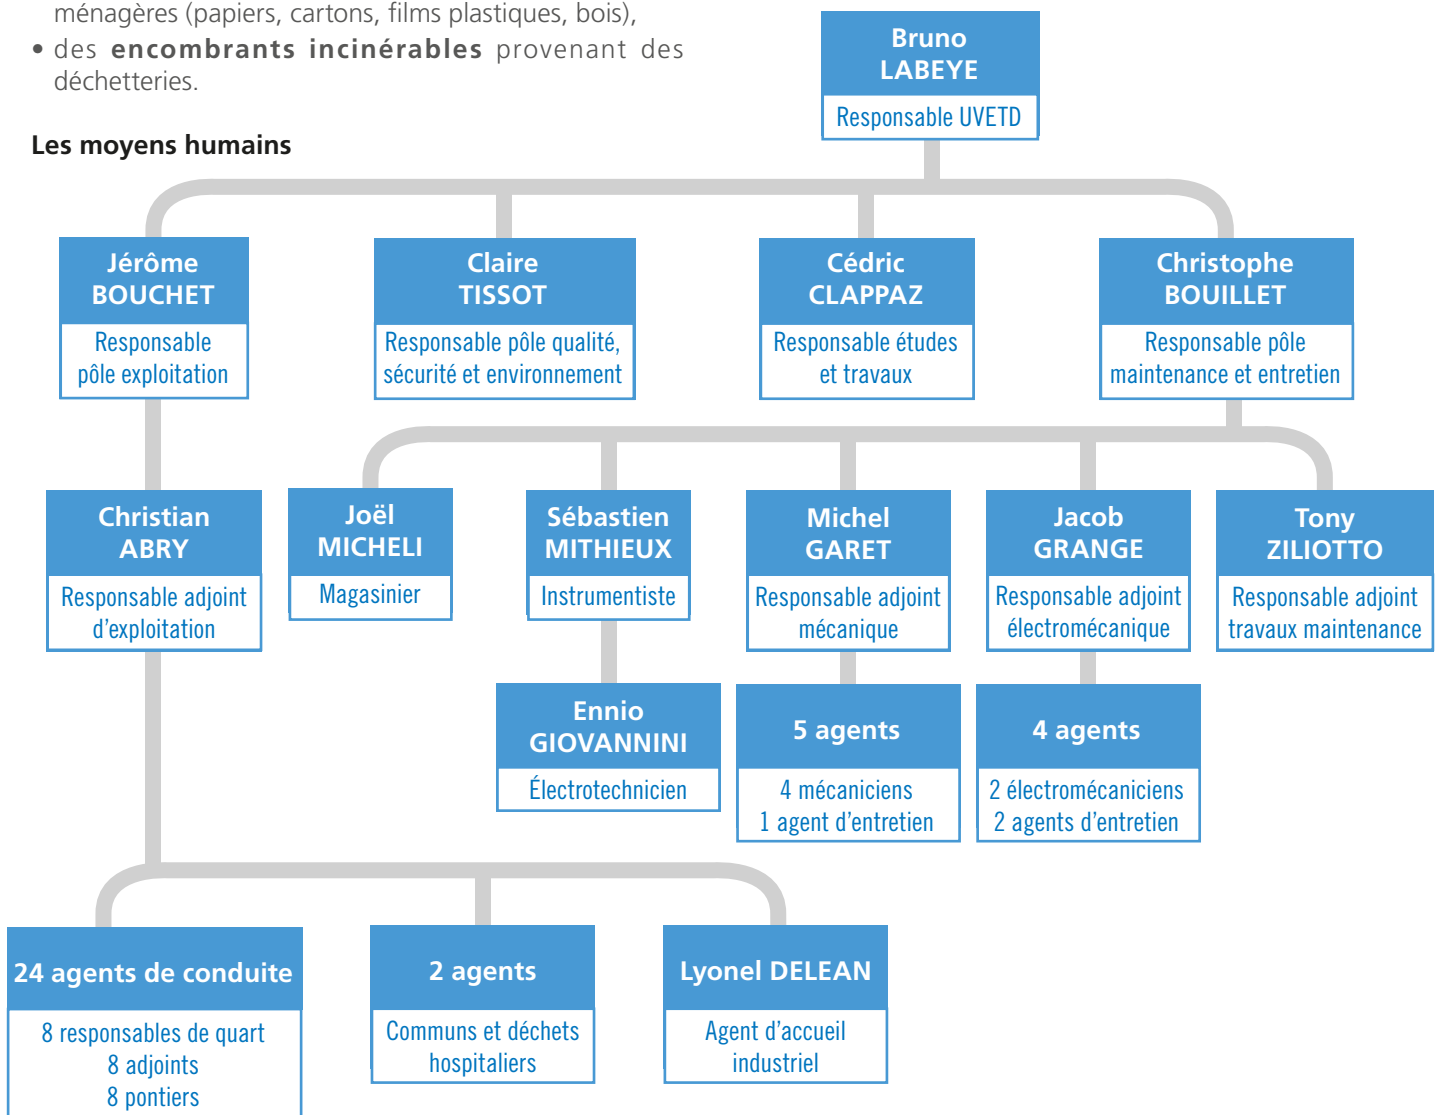 ménagères (papiers, cartons, films plastiques, bois),
• des encombrants incinérables provenant des
déchetteries.
Les moyens humains
Bruno
LABEYE
Responsable UVETD
Jérôme
BOUCHET
Responsable
pôle exploitation
Claire
TISSOT
Responsable pôle qualité,
sécurité et environnement
Cédric
CLAPPAZ
Responsable études
et travaux
Christophe
BOUILLET
Responsable pôle
maintenance et entretien
Christian
ABRY
Responsable adjoint
d’exploitation
Joël
MICHELI
Magasinier
Sébastien
MITHIEUX
Instrumentiste
Michel
GARET
Responsable adjoint
mécanique
Jacob
GRANGE
Responsable adjoint
électromécanique
Tony
ZILIOTTO
Responsable adjoint
travaux maintenance
Ennio
GIOVANNINI
Électrotechnicien
5 agents
4 mécaniciens
1 agent d’entretien
4 agents
2 électromécaniciens
2 agents d’entretien
24 agents de conduite
8 responsables de quart
8 adjoints
8 pontiers
2 agents
Communs et déchets
hospitaliers
Lyonel DELEAN
Agent d’accueil
industriel